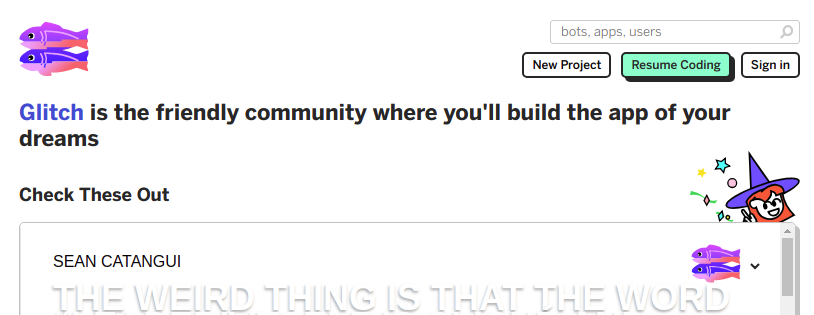 bots, apps, users
New Project
Resume Coding
Sign in
Glitch is the friendly community where you'll build the app of your
dreams
Check These Out
SEAN CATANGUI
THE WEIRD THING IS THAT THE WORD